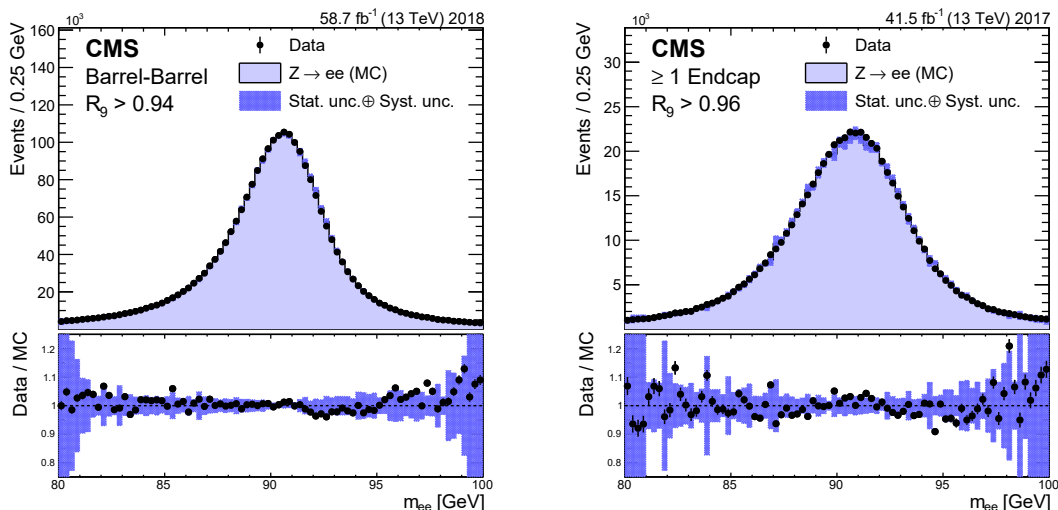 58.7 fb⁻¹ (13 TeV) 2018
×10³
160
140
120
100
80
60
40
20
Events / 0.25 GeV
CMS
Barrel-Barrel
R₉ > 0.94
Data
Z → ee (MC)
Stat. unc.⊕ Syst. unc.
1.2
1.1
1
0.9
0.8
Data / MC
80 85 90 95 100
mₑₑ [GeV]
41.5 fb⁻¹ (13 TeV) 2017
×10³
30
25
20
15
10
5
Events / 0.25 GeV
CMS
≥ 1 Endcap
R₉ > 0.96
Data
Z → ee (MC)
Stat. unc.⊕ Syst. unc.
1.2
1.1
1
0.9
0.8
Data / MC
80 85 90 95 100
mₑₑ [GeV]